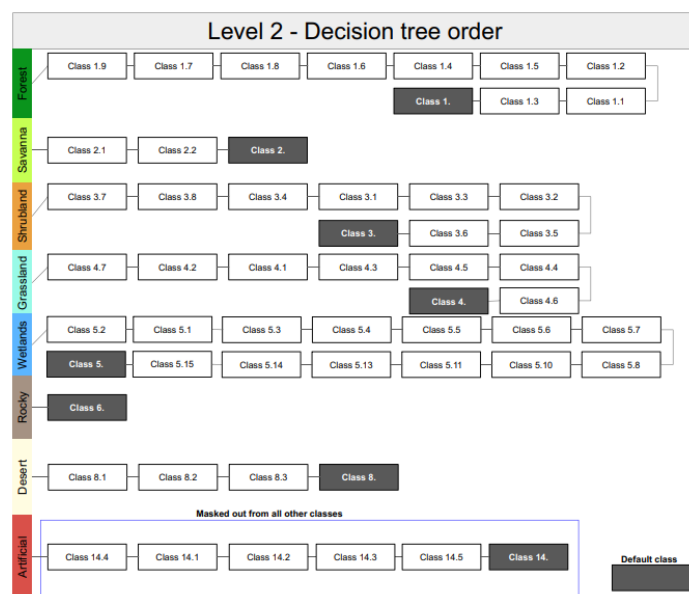 Level 2 - Decision tree order
Forest
Class 1.9 Class 1.7 Class 1.8 Class 1.6 Class 1.4 Class 1.5 Class 1.2
Class 1. Class 1.3 Class 1.1
Savanna
Class 2.1 Class 2.2 Class 2.
Shrubland
Class 3.7 Class 3.8 Class 3.4 Class 3.1 Class 3.3 Class 3.2
Class 3. Class 3.6 Class 3.5
Grassland
Class 4.7 Class 4.2 Class 4.1 Class 4.3 Class 4.5 Class 4.4
Class 4. Class 4.6
Wetlands
Class 5.2 Class 5.1 Class 5.3 Class 5.4 Class 5.5 Class 5.6 Class 5.7
Class 5. Class 5.15 Class 5.14 Class 5.13 Class 5.11 Class 5.10 Class 5.8
Rocky
Class 6.
Desert
Class 8.1 Class 8.2 Class 8.3 Class 8.
Masked out from all other classes
Artificial
Class 14.4 Class 14.1 Class 14.2 Class 14.3 Class 14.5 Class 14.
Default class